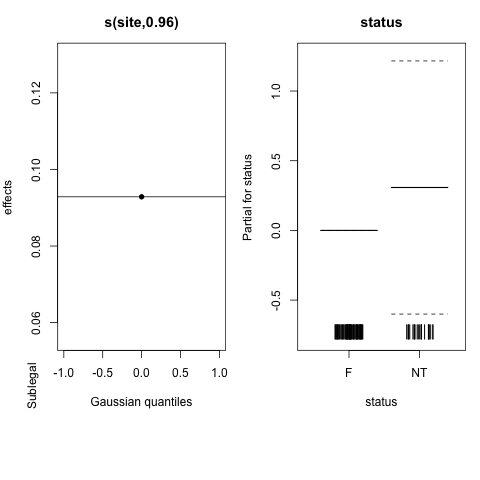 s(site,0.96)
effects
0.12
0.10
0.08
0.06
-1.0 -0.5 0.0 0.5 1.0
Gaussian quantiles
Sublegal
status
Partial for status
1.0
0.5
0.0
-0.5
F NT
status